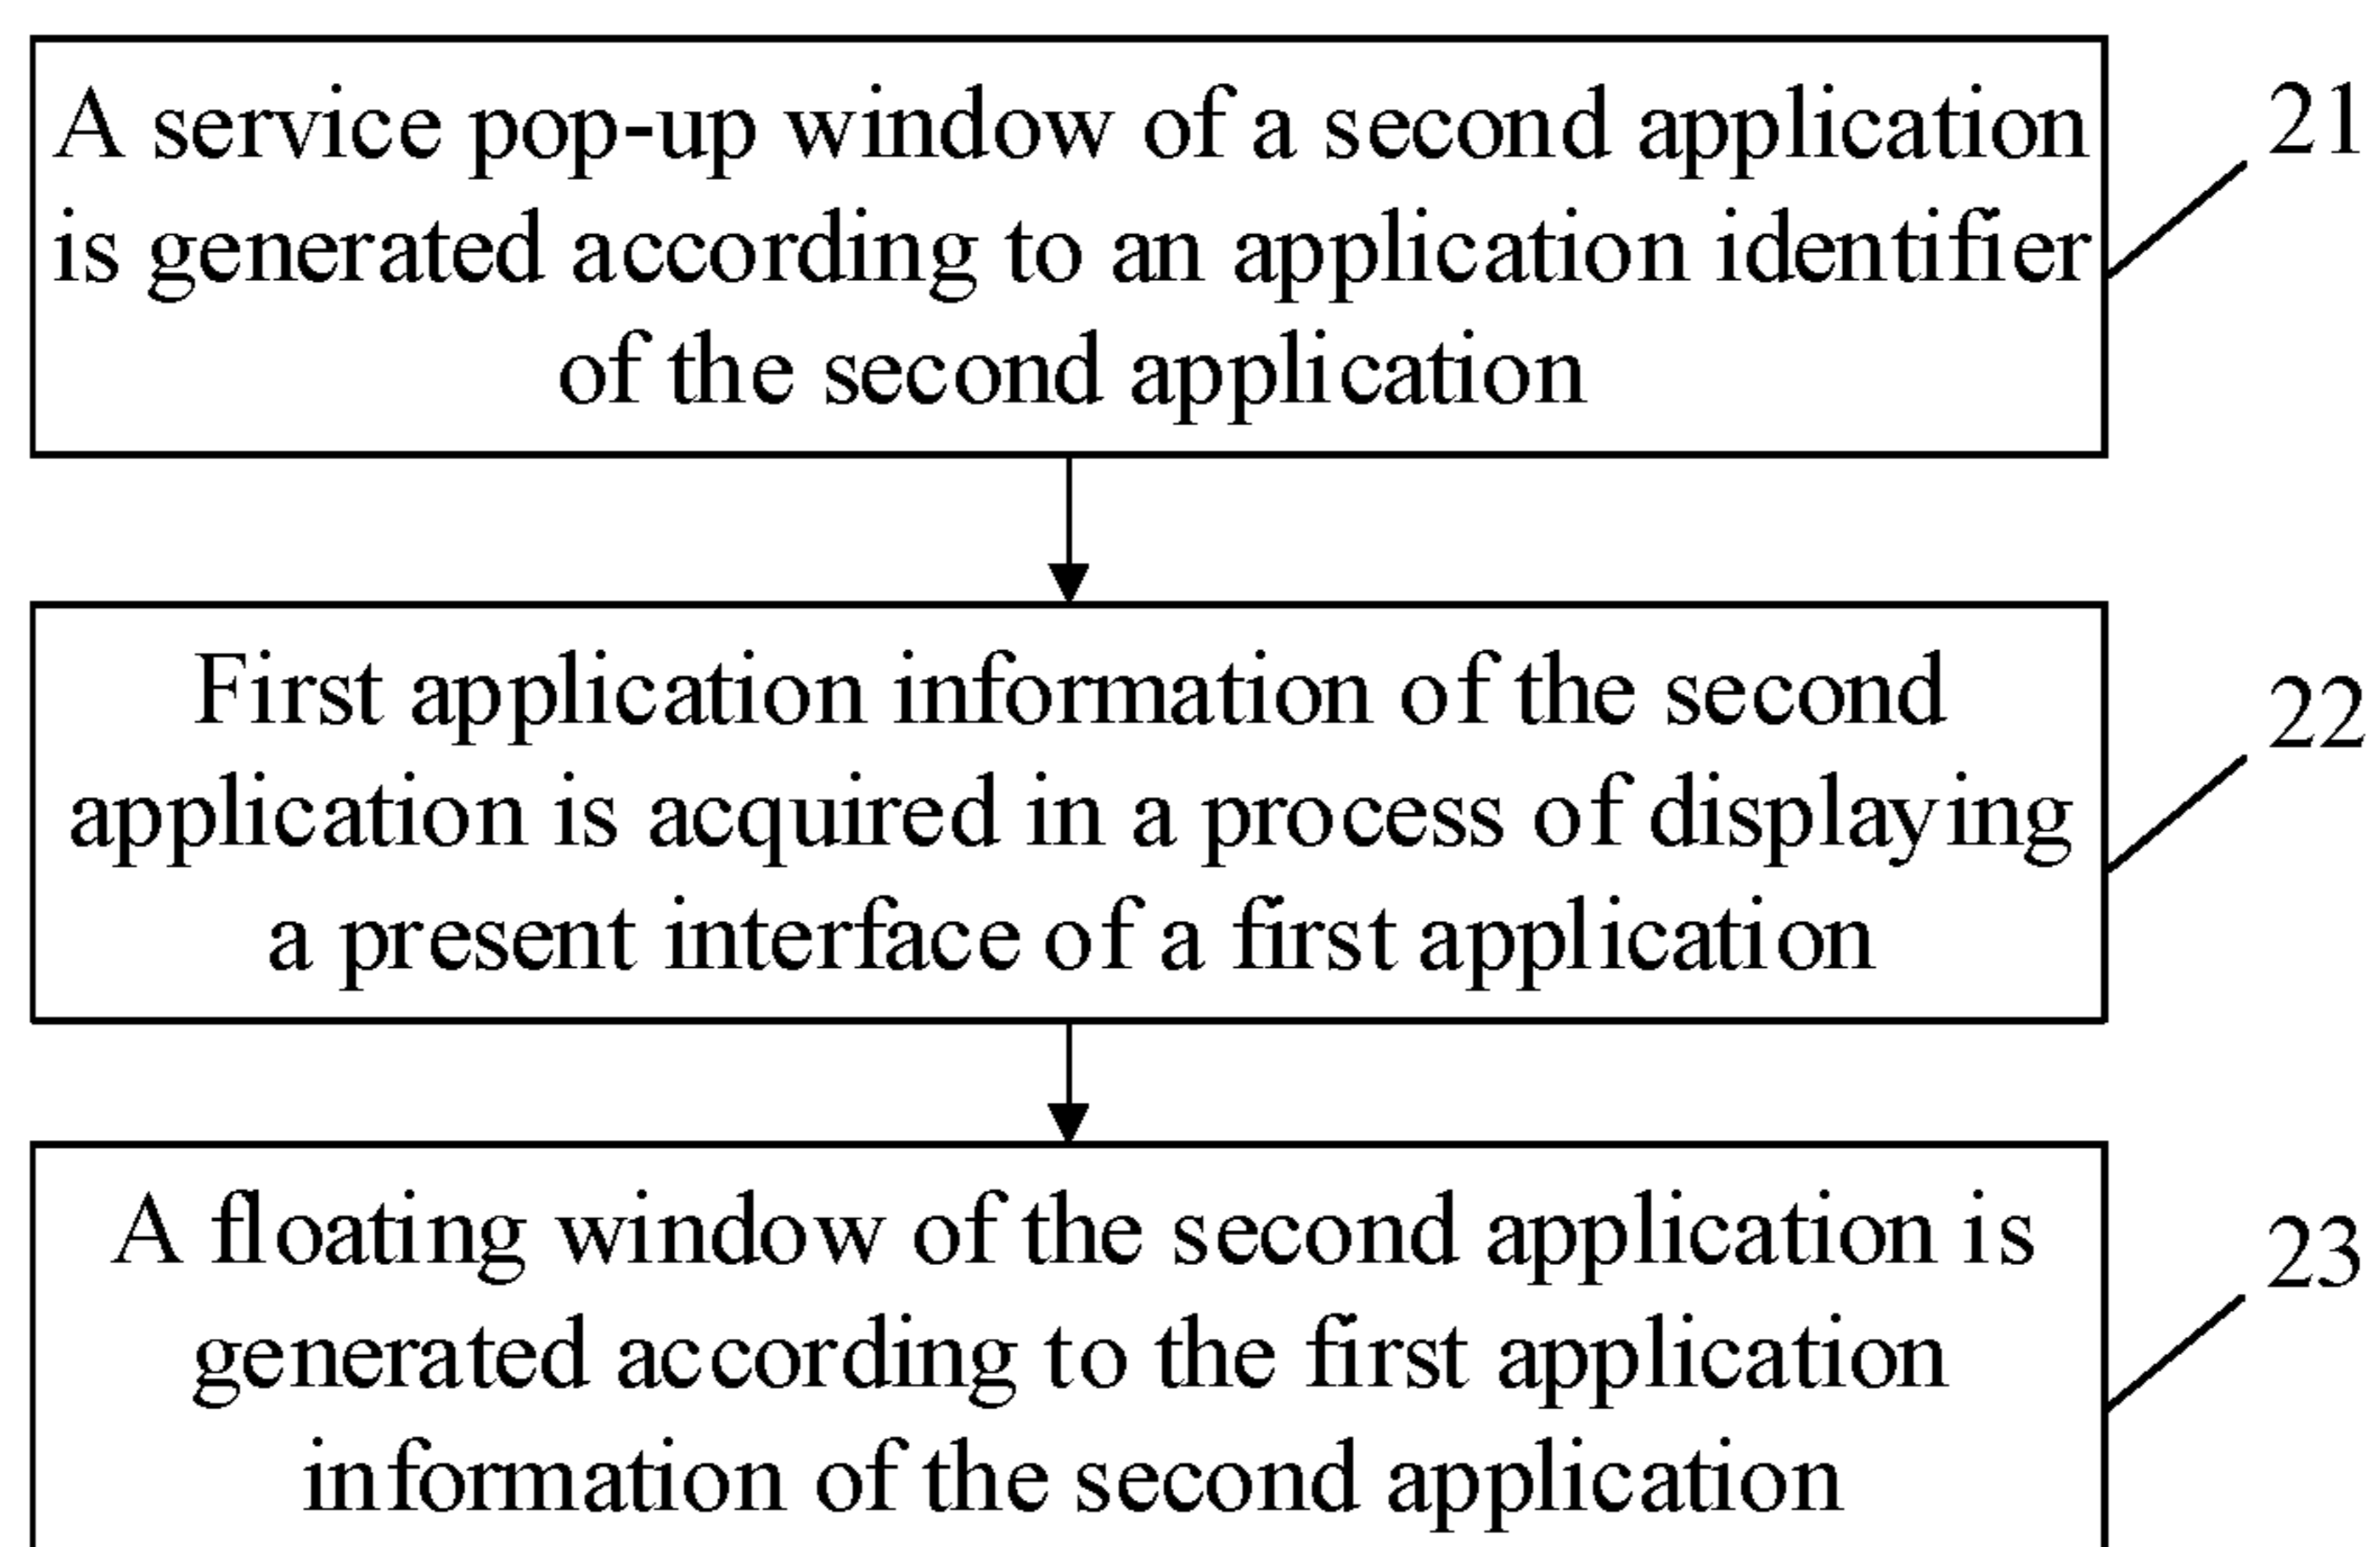 A service pop-up window of a second application
is generated according to an application identifier
of the second application
21
First application information of the second
application is acquired in a process of displaying
a present interface of a first application
22
A floating window of the second application is
generated according to the first application
information of the second application
23